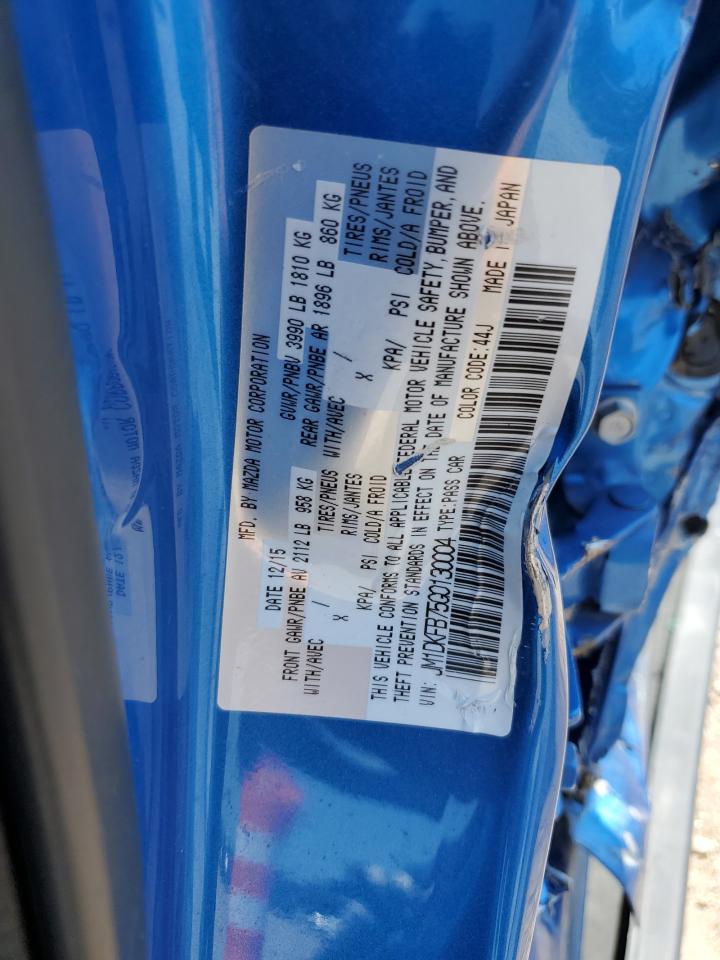 MFD. BY MAZDA MOTOR CORPORATION
DATE 12/15 GVWR/PNBV 3990 LB 1810 KG
FRONT GAWR/PNBE AV 2112 LB 958 KG REAR GAWR/PNBE AR 1896 LB 860 KG
WITH/AVEC / TIRES/PNEUS WITH/AVEC / TIRES/PNEUS
X RIMS/JANTES X RIMS/JANTES
KPA/ PSI COLD/A FROID KPA/ PSI COLD/A FROID
THIS VEHICLE CONFORMS TO ALL APPLICABLE FEDERAL MOTOR VEHICLE SAFETY, BUMPER, AND
THEFT PREVENTION STANDARDS IN EFFECT ON THE DATE OF MANUFACTURE SHOWN ABOVE.
VIN: JM1DKFB75G0130004 TYPE:PASS CAR COLOR CODE:44J MADE I JAPAN